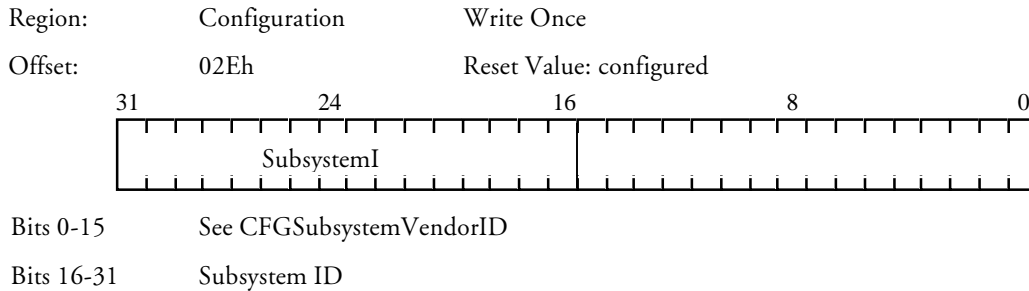 Region: Configuration Write Once
Offset: 02Eh Reset Value: configured
31 24 16 8 0
SubsystemI
Bits 0-15 See CFGSubsystemVendorID
Bits 16-31 Subsystem ID